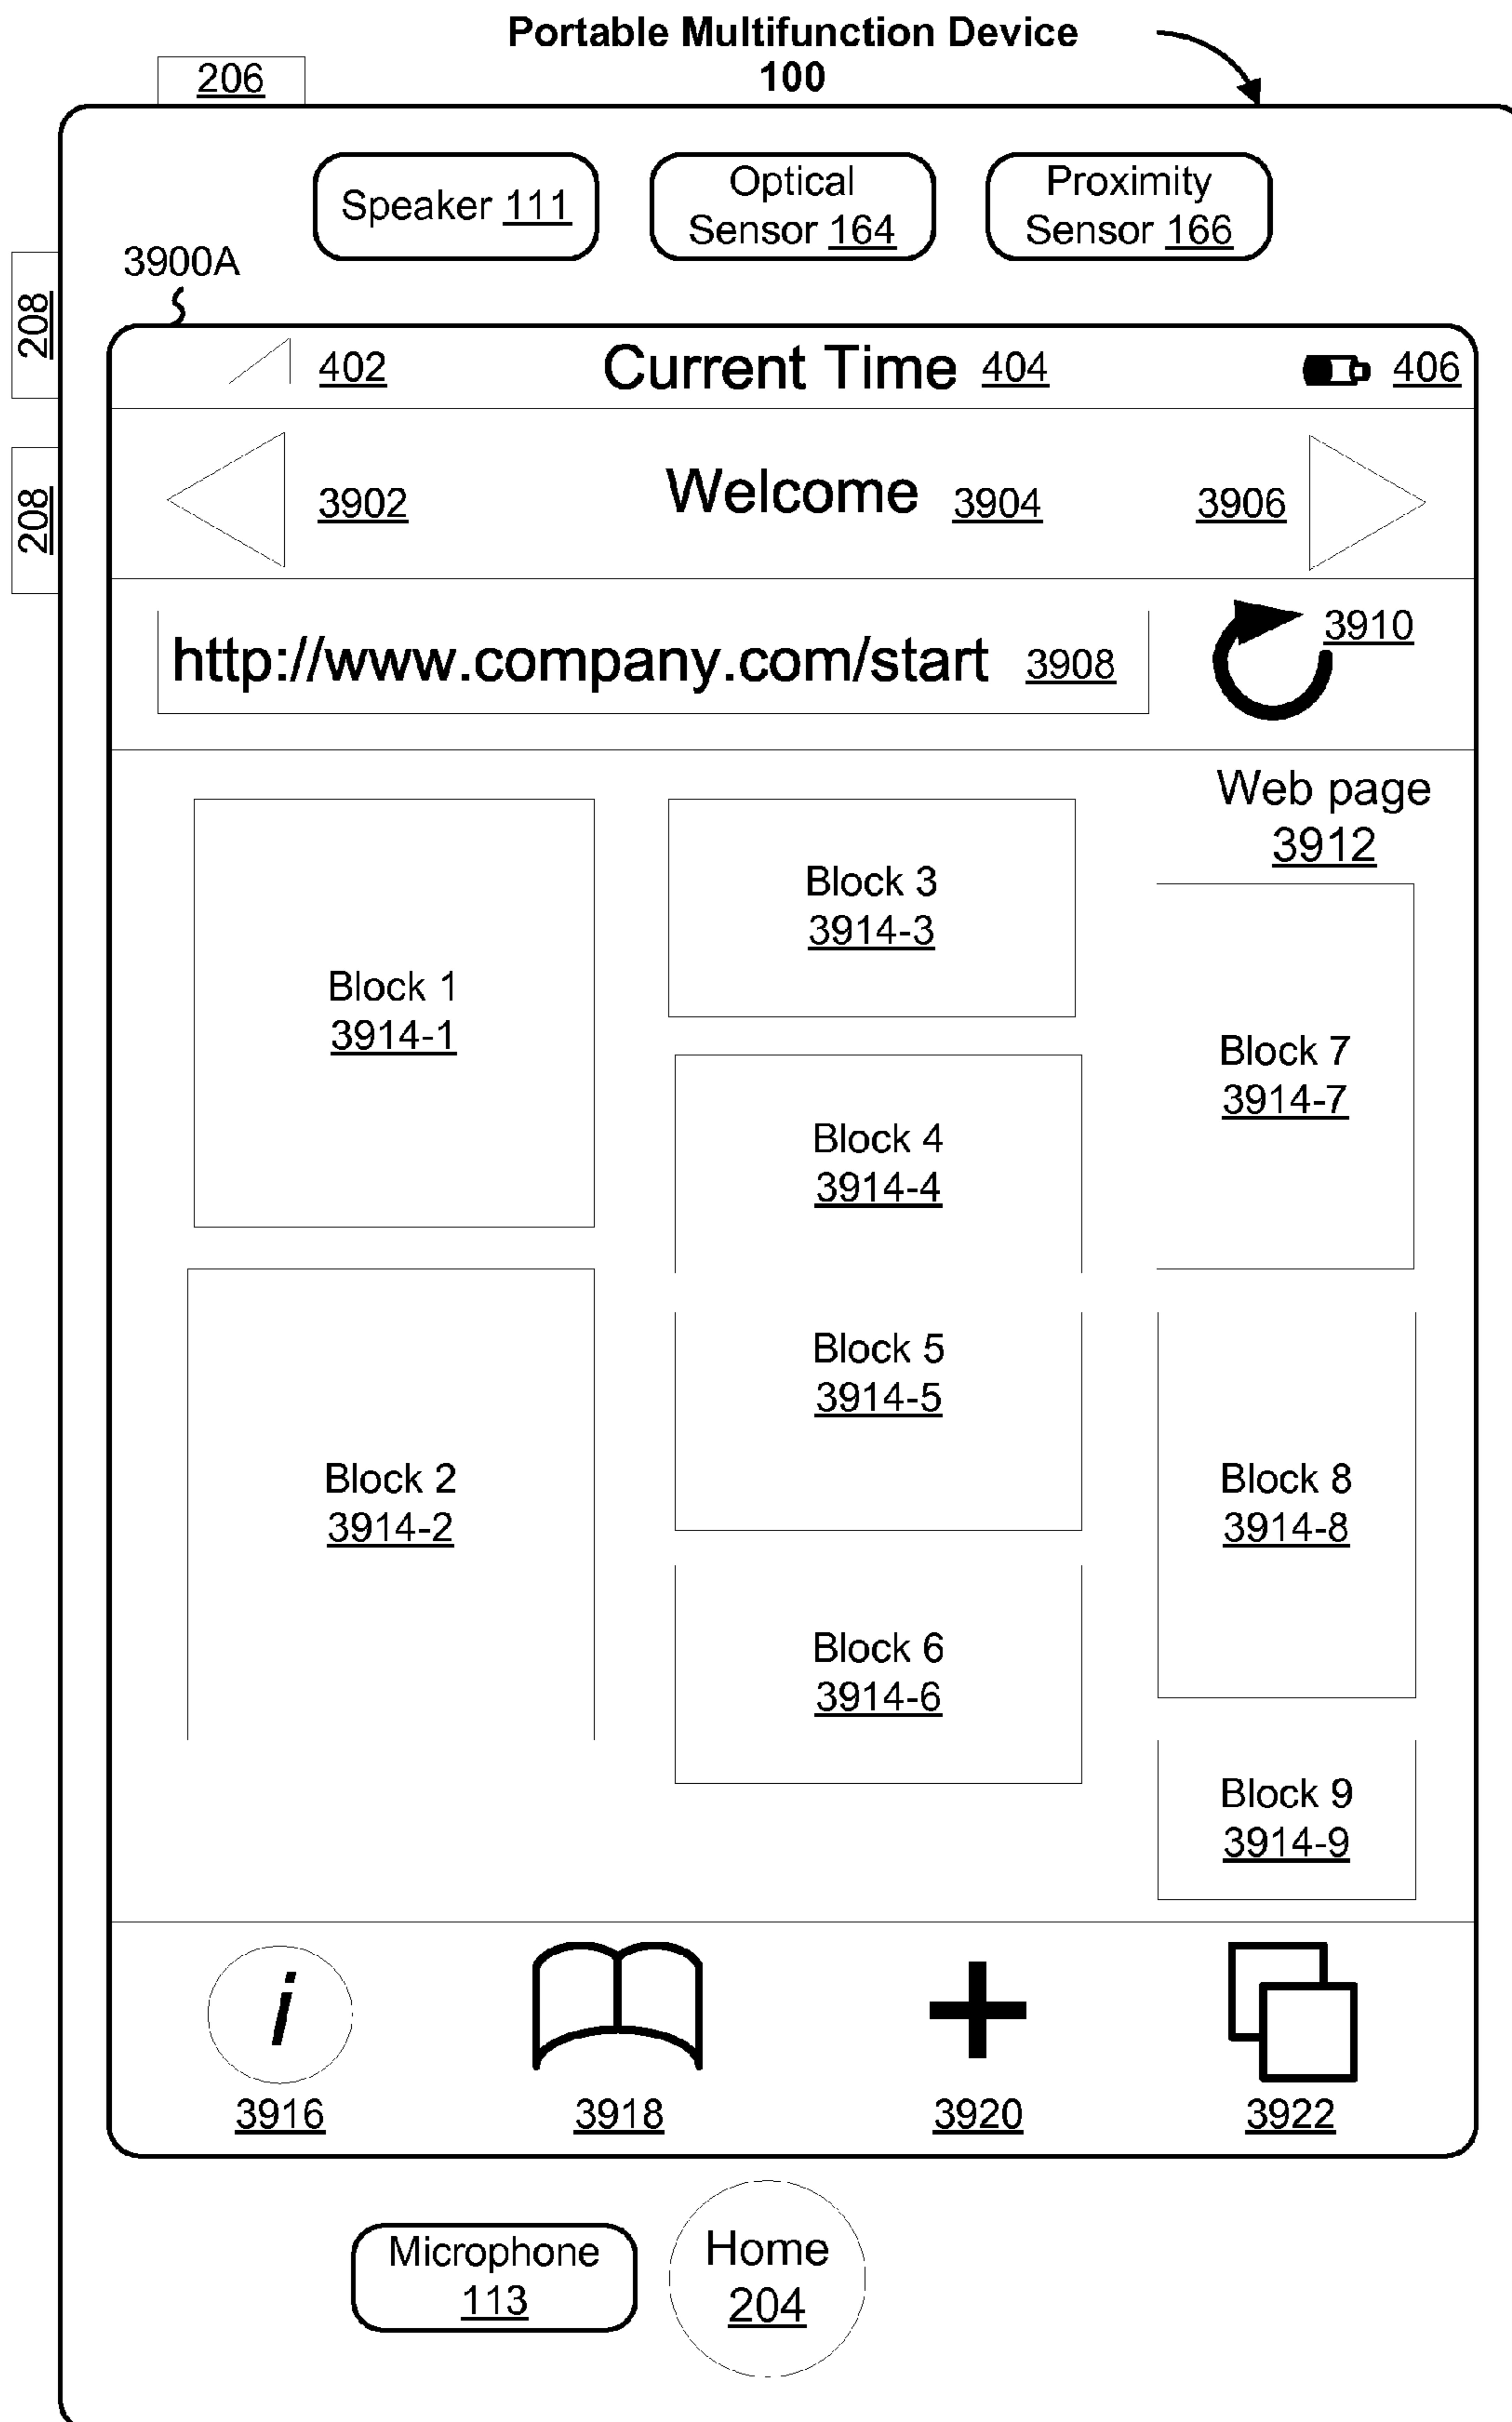 Portable Multifunction Device
100
206
Speaker 111
Optical
Sensor 164
Proximity
Sensor 166
3900A
208
208
402
Current Time 404
406
3902
Welcome 3904
3906
http://www.company.com/start 3908
3910
Web page
3912
Block 1
3914-1
Block 2
3914-2
Block 3
3914-3
Block 4
3914-4
Block 5
3914-5
Block 6
3914-6
Block 7
3914-7
Block 8
3914-8
Block 9
3914-9
i
3916
3918
3920
3922
Microphone
113
Home
204